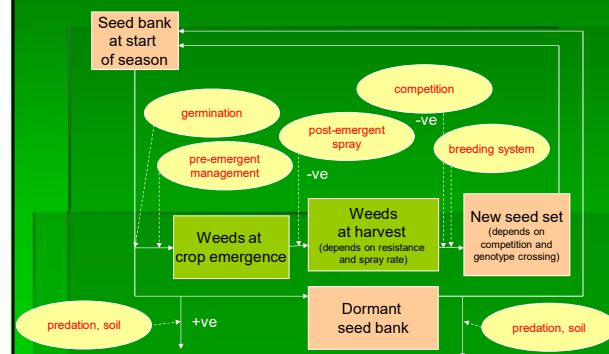 Seed bank
at start
of season
competition
germination
-ve
post-emergent
spray
pre-emergent
management
breeding system
-ve
Weeds at
crop emergence
Weeds
at harvest
(depends on resistance
and spray rate)
New seed set
(depends on
competition and
genotype crossing)
predation, soil
+ve
Dormant
seed bank
predation, soil